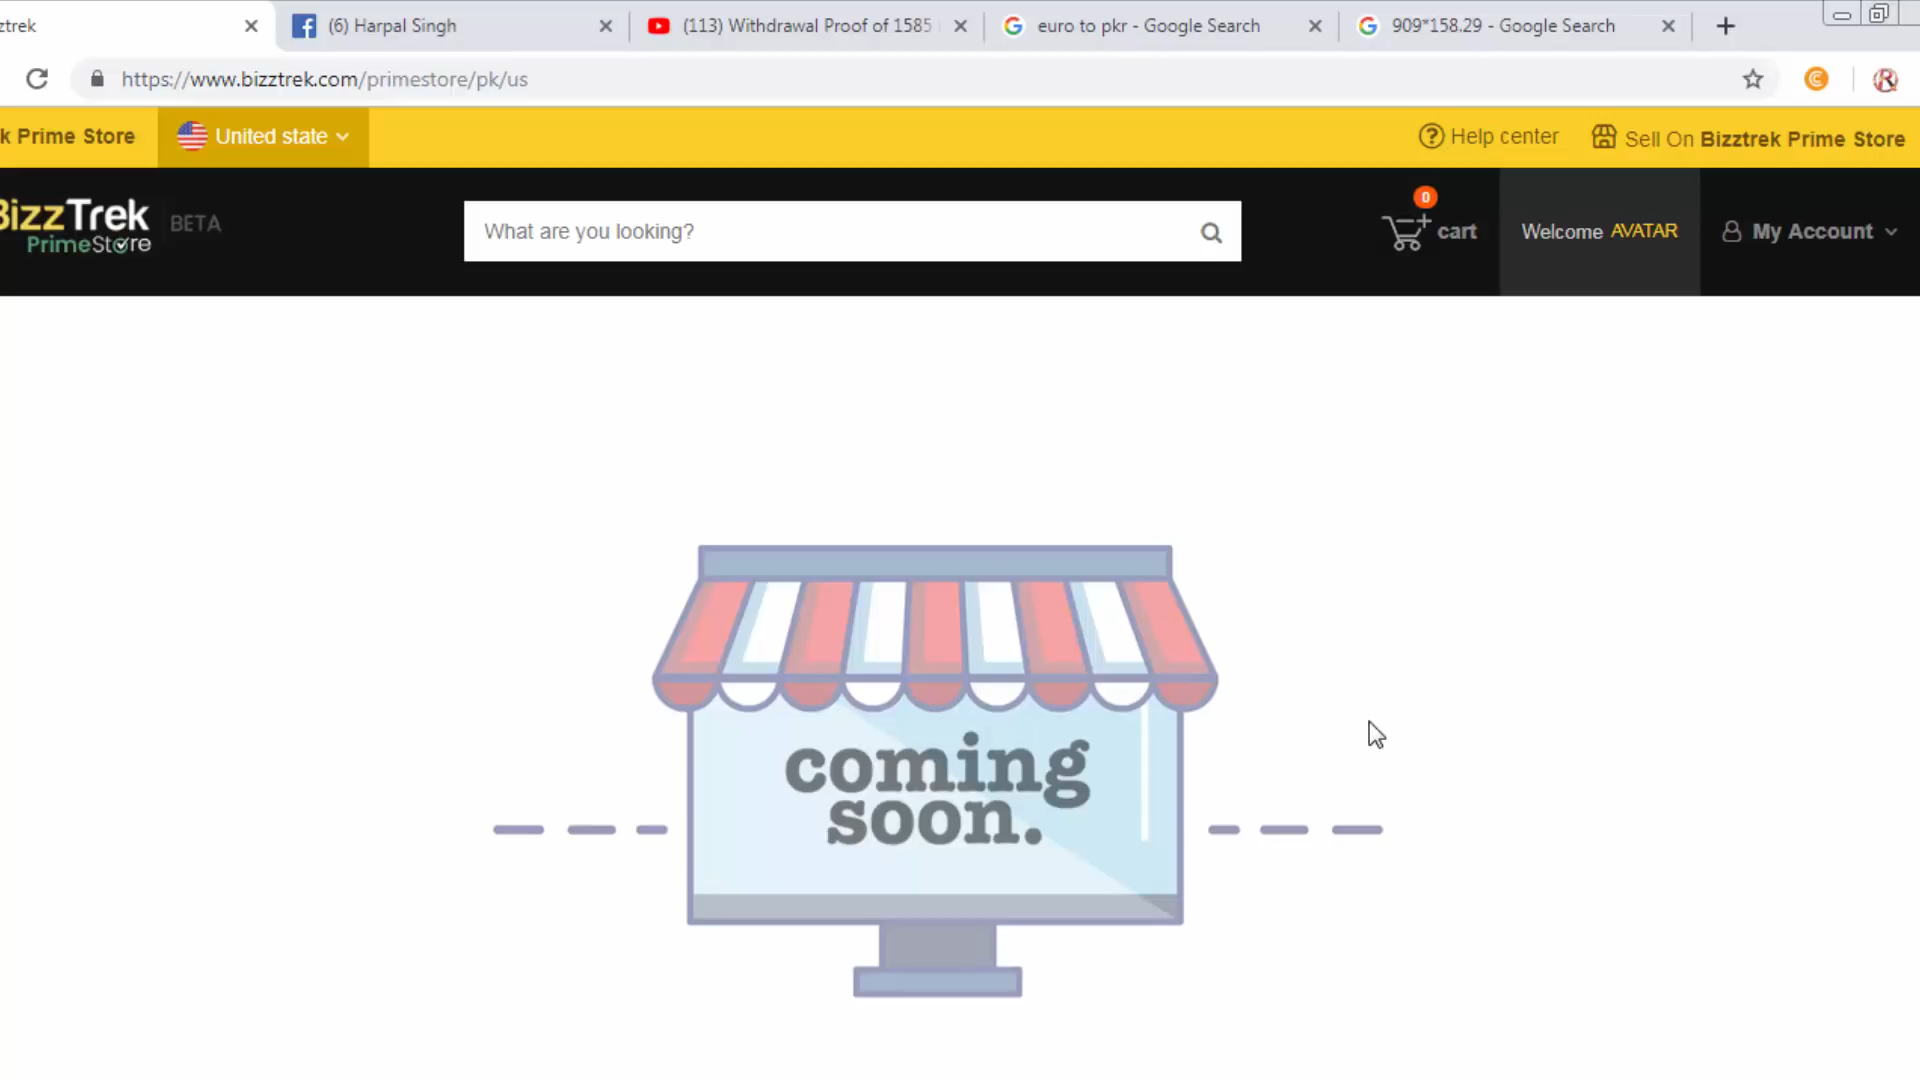 ztrek
(6) Harpal Singh
(113) Withdrawal Proof of 1585
euro to pkr - Google Search
909*158.29 - Google Search
https://www.bizztrek.com/primestore/pk/us
k Prime Store
United state
Help center
Sell On Bizztrek Prime Store
BizzTrek
PrimeStore
BETA
What are you looking?
0
cart
Welcome AVATAR
My Account
coming
soon.